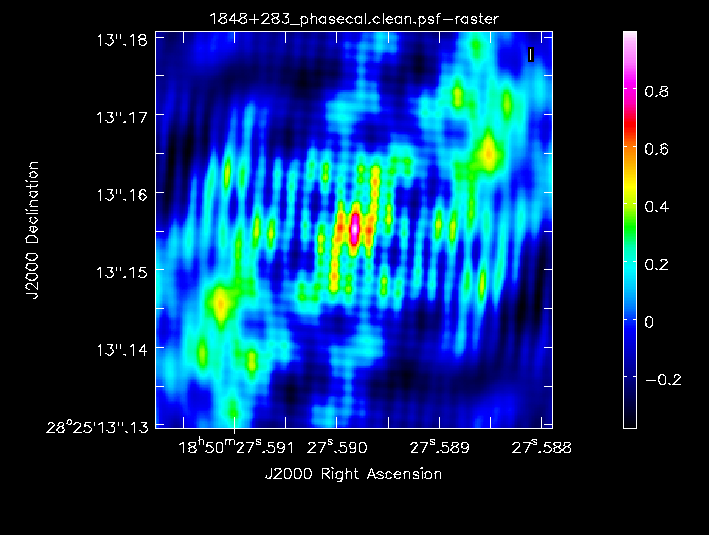 1848+283_phasecal.clean.psf-raster
13".18
13".17
13".16
13".15
13".14
28°25'13".13
J2000 Declination
18ʰ50ᵐ27ˢ.591
27ˢ.590
27ˢ.589
27ˢ.588
J2000 Right Ascension
0.8
0.6
0.4
0.2
0
-0.2